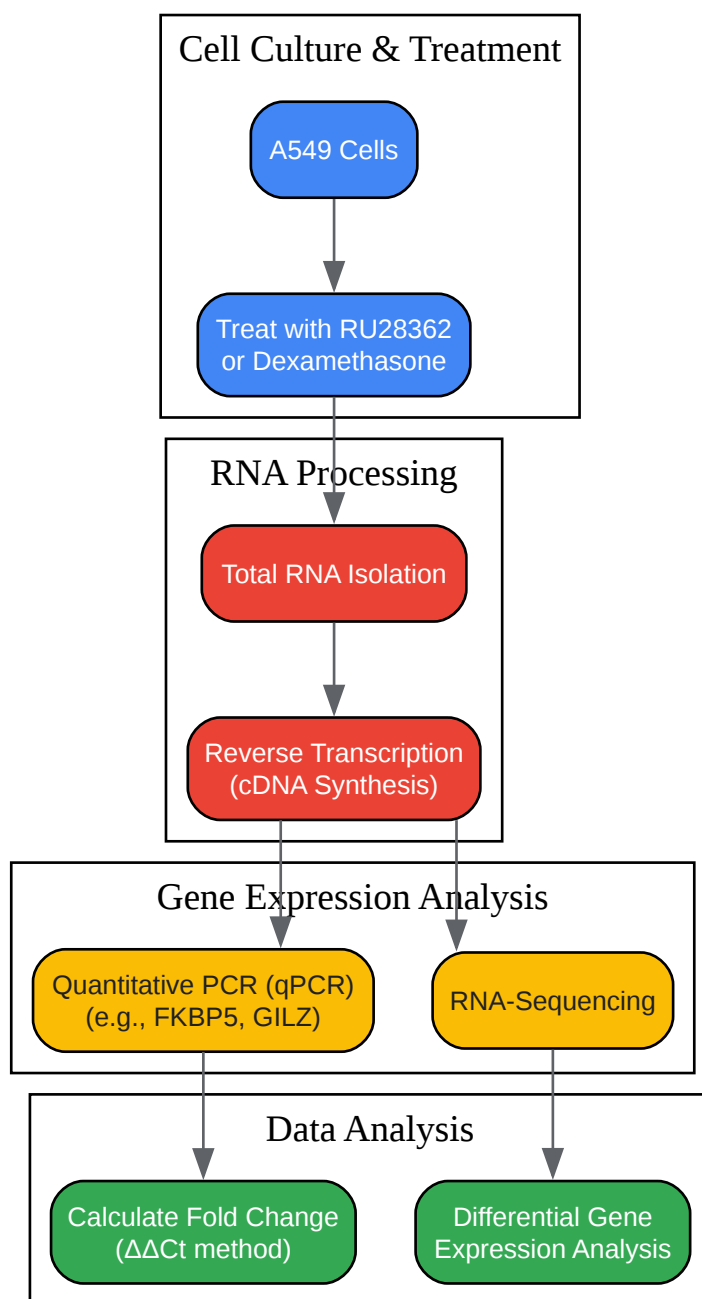 Cell Culture & Treatment
A549 Cells
Treat with RU28362
or Dexamethasone
RNA Processing
Total RNA Isolation
Reverse Transcription
(cDNA Synthesis)
Gene Expression Analysis
Quantitative PCR (qPCR)
(e.g., FKBP5, GILZ)
RNA-Sequencing
Data Analysis
Calculate Fold Change
(ΔΔCt method)
Differential Gene
Expression Analysis